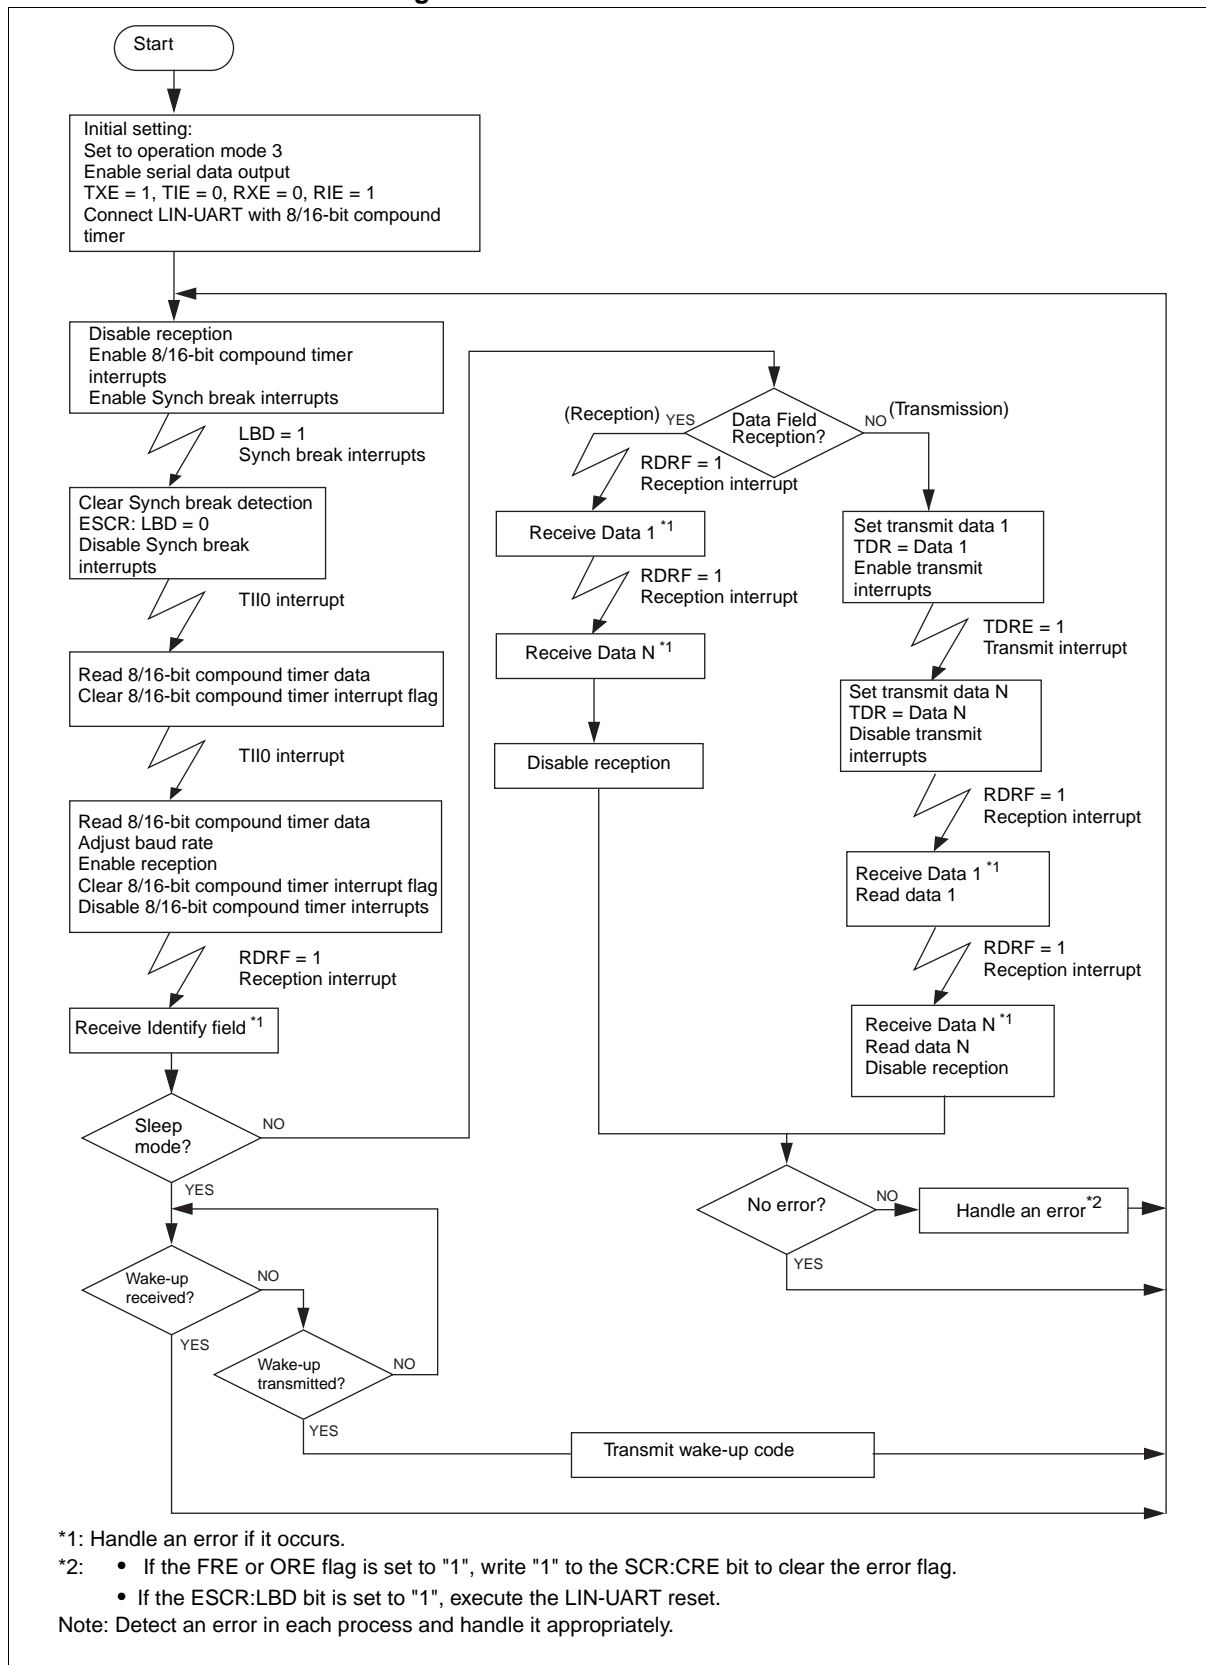 Start
Initial setting:
Set to operation mode 3
Enable serial data output
TXE = 1, TIE = 0, RXE = 0, RIE = 1
Connect LIN-UART with 8/16-bit compound
timer
Disable reception
Enable 8/16-bit compound timer
interrupts
Enable Synch break interrupts
LBD = 1
Synch break interrupts
Clear Synch break detection
ESCR: LBD = 0
Disable Synch break
interrupts
TII0 interrupt
Read 8/16-bit compound timer data
Clear 8/16-bit compound timer interrupt flag
TII0 interrupt
Read 8/16-bit compound timer data
Adjust baud rate
Enable reception
Clear 8/16-bit compound timer interrupt flag
Disable 8/16-bit compound timer interrupts
RDRF = 1
Reception interrupt
Receive Identify field *1
Sleep
mode?
NO
YES
Wake-up
received?
NO
YES
Wake-up
transmitted?
NO
YES
Transmit wake-up code
Data Field
Reception?
(Reception) YES
NO (Transmission)
RDRF = 1
Reception interrupt
Receive Data 1 *1
RDRF = 1
Reception interrupt
Receive Data N *1
Disable reception
Set transmit data 1
TDR = Data 1
Enable transmit
interrupts
TDRE = 1
Transmit interrupt
Set transmit data N
TDR = Data N
Disable transmit
interrupts
RDRF = 1
Reception interrupt
Receive Data 1 *1
Read data 1
RDRF = 1
Reception interrupt
Receive Data N *1
Read data N
Disable reception
No error?
NO
YES
Handle an error*2
*1: Handle an error if it occurs.
*2: • If the FRE or ORE flag is set to "1", write "1" to the SCR:CRE bit to clear the error flag.
• If the ESCR:LBD bit is set to "1", execute the LIN-UART reset.
Note: Detect an error in each process and handle it appropriately.